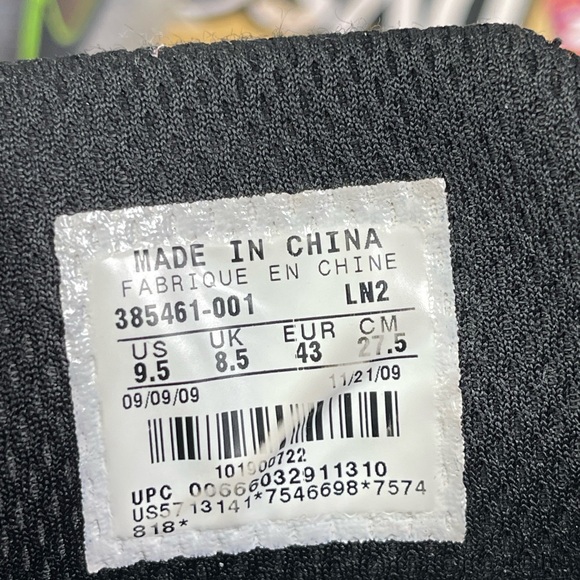 MADE IN CHINA
FABRIQUE EN CHINE
385461-001 LN2
US UK EUR CM
9.5 8.5 43 27.5
09/09/09 11/21/09
101900722
UPC 00666032911310
US5713141*7546698*7574
818*